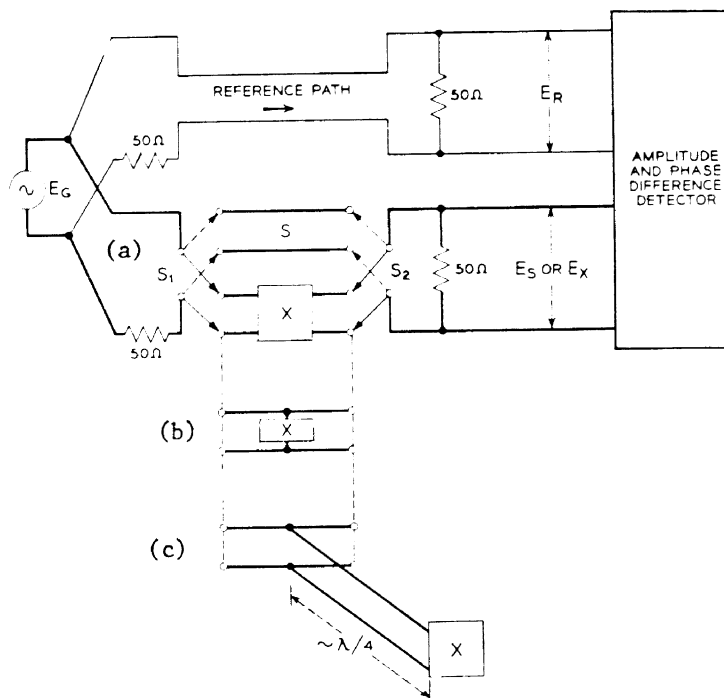 REFERENCE PATH
50Ω
E_R
50Ω
∼ E_G
AMPLITUDE
AND PHASE
DIFFERENCE
DETECTOR
(a)
S
S₁
S₂
50Ω
E_S OR E_X
X
50Ω
(b)
X
(c)
∼λ/4
X